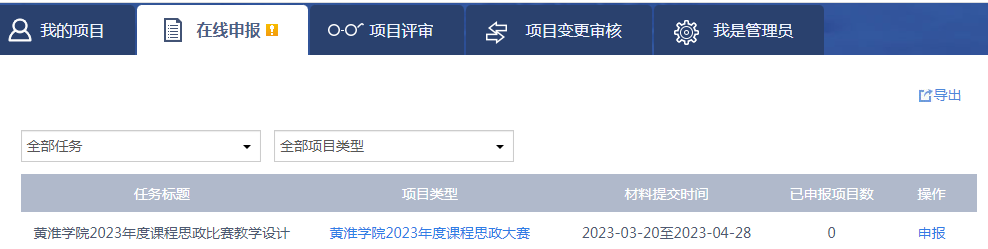 我的项目 在线申报 项目评审 项目变更审核 我是管理员
导出
全部任务 全部项目类型
任务标题 项目类型 材料提交时间 已申报项目数 操作
黄淮学院2023年度课程思政比赛教学设计 黄淮学院2023年度课程思政大赛 2023-03-20至2023-04-28 0 申报